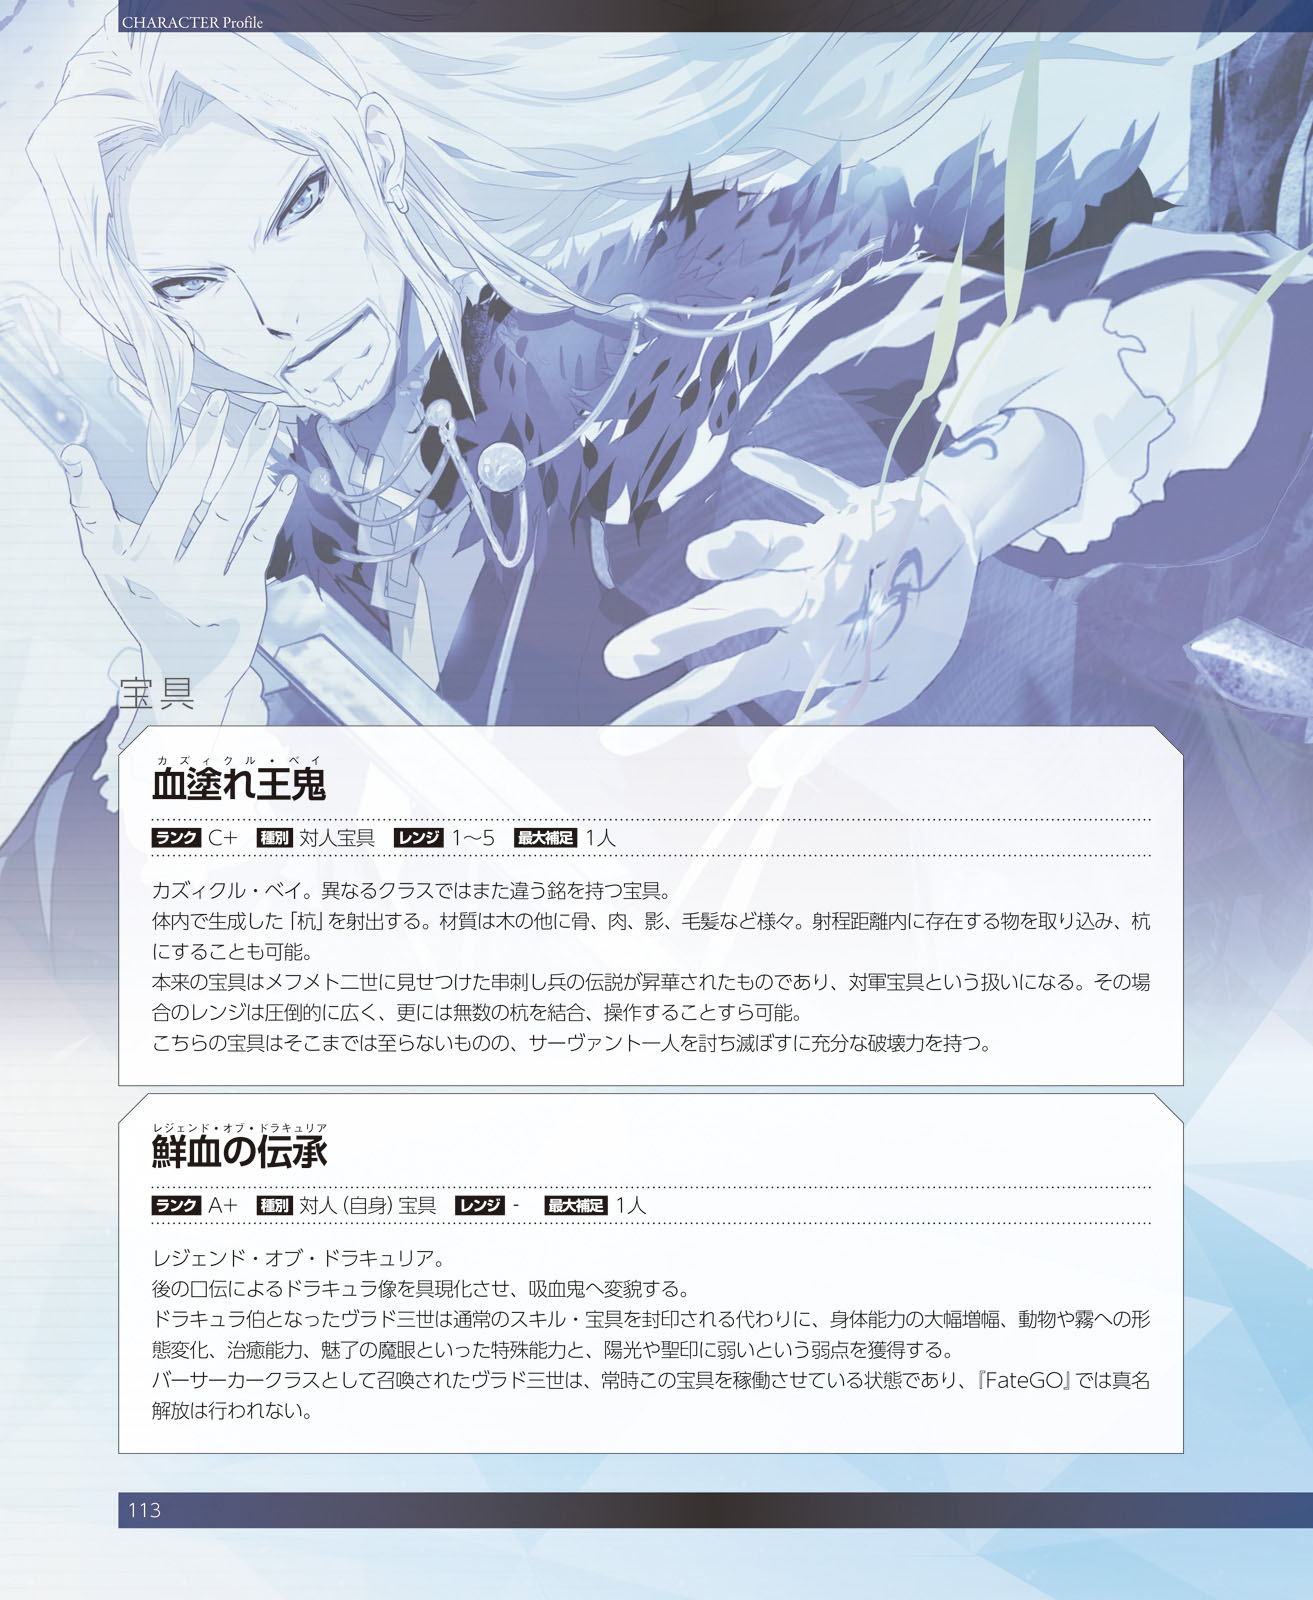 CHARACTER Profile
宝具
カズィクル・ベイ
血塗れ王鬼
ランク C+ 種別 対人宝具 レンジ 1～5 最大補足 1人
カズィクル・ベイ。異なるクラスではまた違う銘を持つ宝具。
体内で生成した「杭」を射出する。材質は木の他に骨、肉、影、毛髪など様々。射程距離内に存在する物を取り込み、杭
にすることも可能。
本来の宝具はメフメト二世に見せつけた串刺し兵の伝説が昇華されたものであり、対軍宝具という扱いになる。その場
合のレンジは圧倒的に広く、更には無数の杭を結合、操作することすら可能。
こちらの宝具はそこまでは至らないものの、サーヴァント一人を討ち滅ぼすに充分な破壊力を持つ。
レジェンド・オブ・ドラキュリア
鮮血の伝承
ランク A+ 種別 対人（自身）宝具 レンジ - 最大補足 1人
レジェンド・オブ・ドラキュリア。
後の口伝によるドラキュラ像を具現化させ、吸血鬼へ変貌する。
ドラキュラ伯となったヴラド三世は通常のスキル・宝具を封印される代わりに、身体能力の大幅増幅、動物や霧への形
態変化、治癒能力、魅了の魔眼といった特殊能力と、陽光や聖印に弱いという弱点を獲得する。
バーサーカークラスとして召喚されたヴラド三世は、常時この宝具を稼働させている状態であり、『FateGO』では真名
解放は行われない。
113